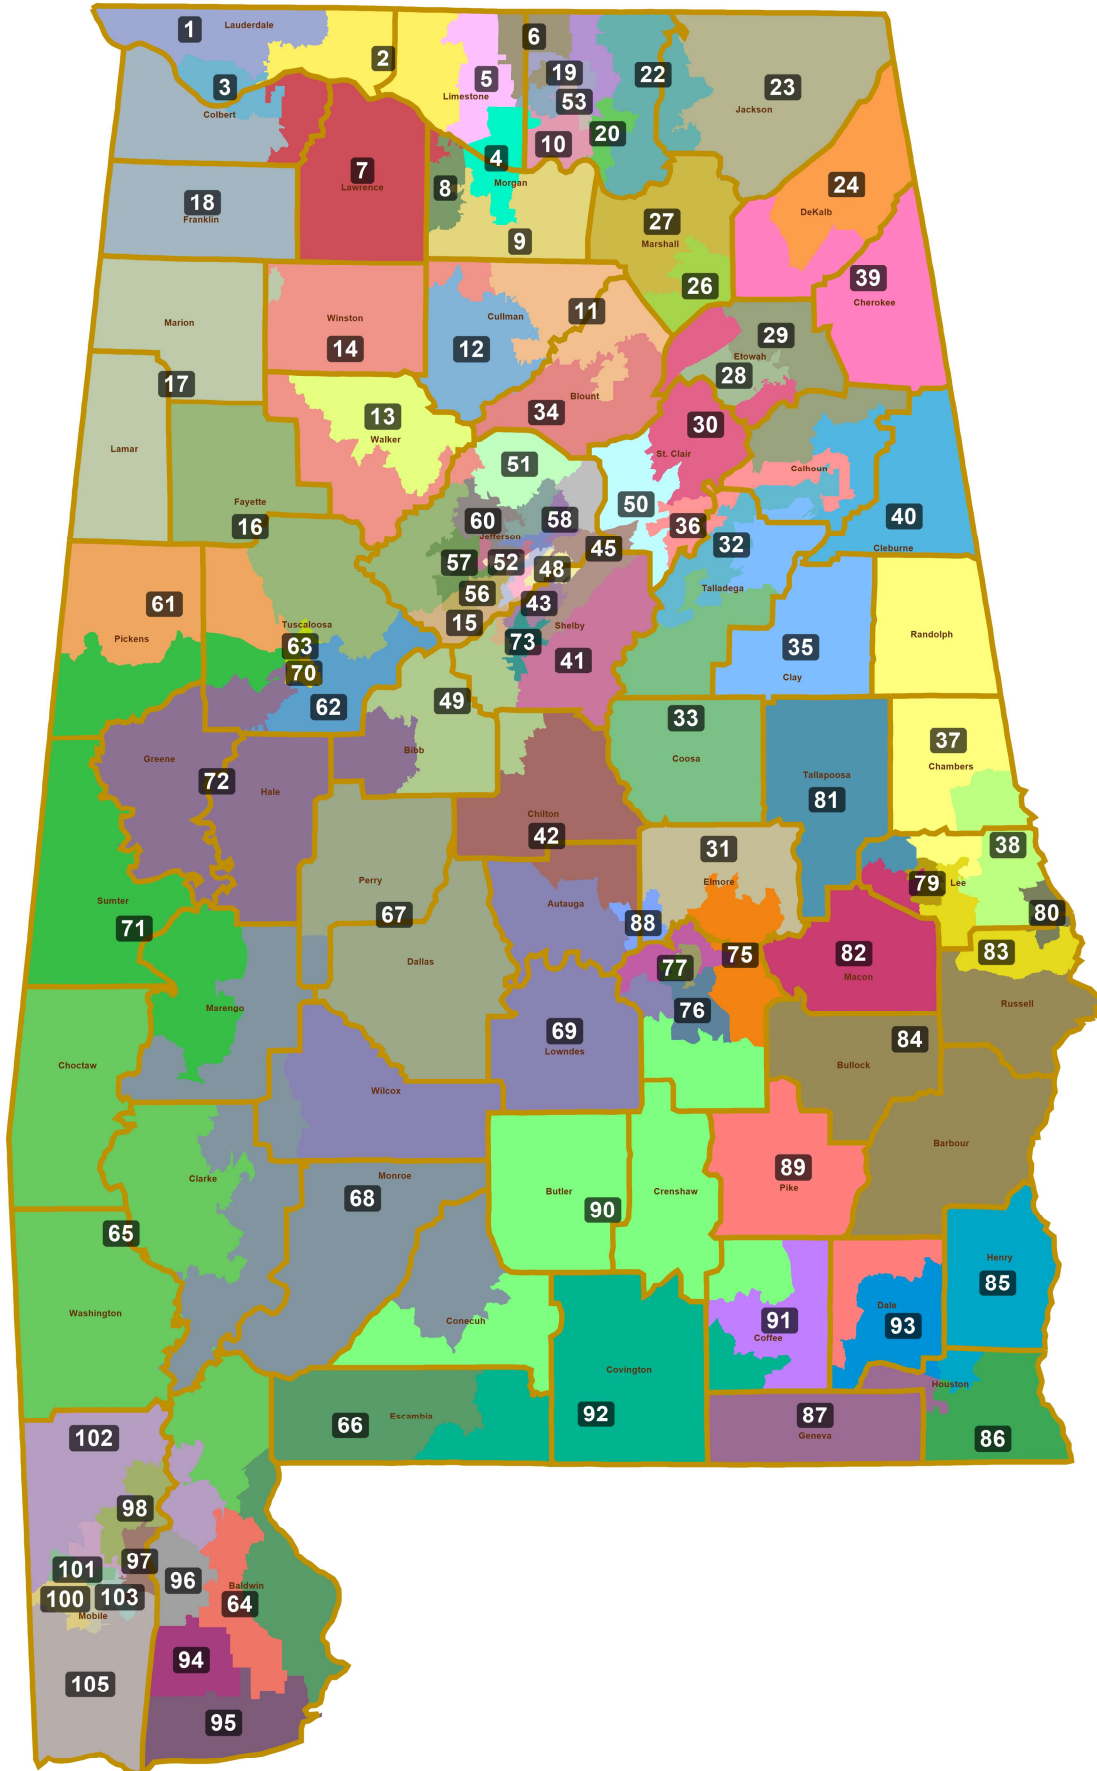 1
Lauderdale
2
6
3
5
19
22
23
Limestone
53
Colbert
Jackson
20
10
4
7
8
Morgan
24
Lawrence
18
DeKalb
Franklin
27
Marshall
9
39
26
Cherokee
11
Marion
Winston
Cullman
29
14
12
Etowah
28
17
Blount
13
34
30
Walker
Lamar
St. Clair
51
Calhoun
Fayette
50
60
58
36
40
16
Jefferson
32
45
Cleburne
57
52
48
Talladega
61
56
43
Pickens
Tuscaloosa
15
Shelby
Randolph
63
73
35
70
41
Clay
49
62
33
37
Greene
Bibb
Coosa
Chambers
72
Hale
Tallapoosa
81
Chilton
42
31
38
Perry
Elmore
79
Lee
Sumter
67
Autauga
80
71
88
Dallas
75
82
83
77
Macon
Marengo
76
Russell
69
84
Choctaw
Lowndes
Bullock
Wilcox
Barbour
Clarke
Monroe
89
68
Butler
Crenshaw
Pike
90
65
Henry
85
Washington
Conecuh
91
Dale
Coffee
93
Covington
Houston
66
Escambia
92
87
Geneva
86
102
98
97
101
96
100
103
Baldwin
Mobile
64
94
105
95